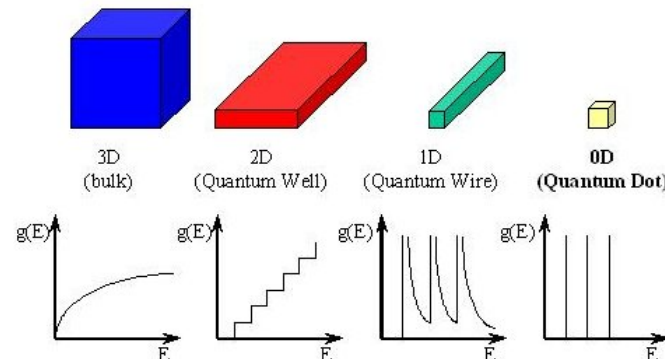 3D
(bulk)
2D
(Quantum Well)
1D
(Quantum Wire)
0D
(Quantum Dot)
g(E)
E
g(E)
E
g(E)
E
g(E)
E